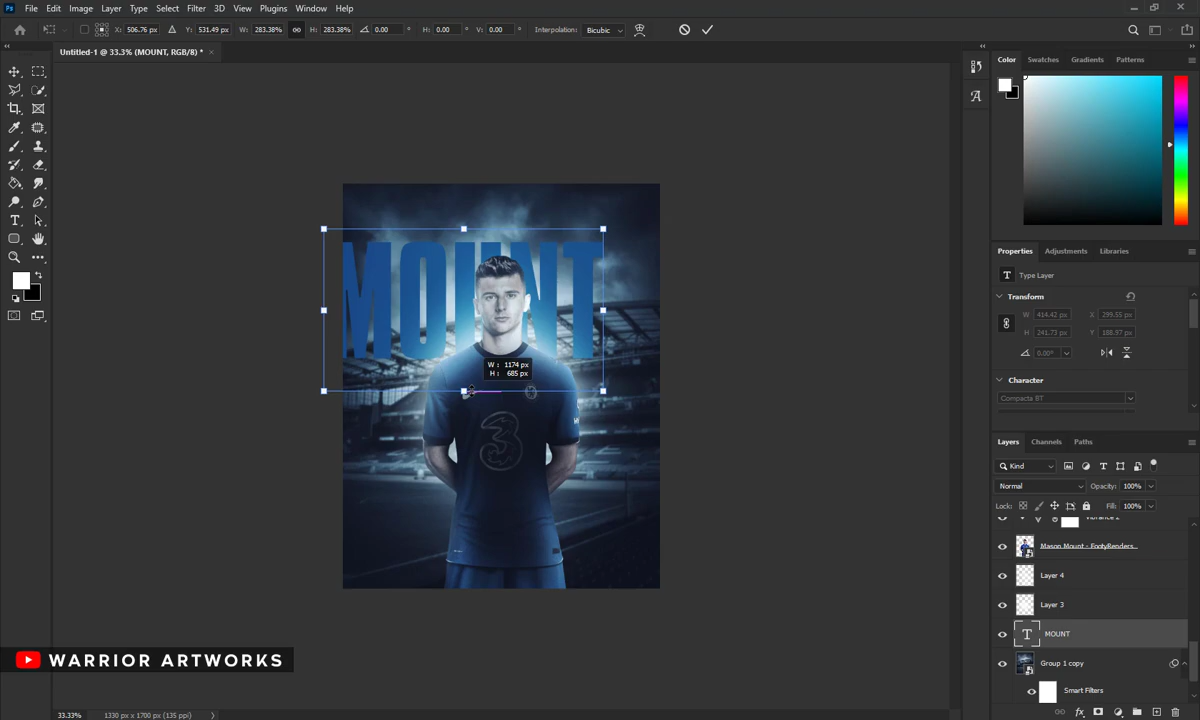 Ps File Edit Image Layer Type Select Filter 3D View Plugins Window Help
X: 506.76 px Y: 531.49 px W: 283.38% H: 283.38% 0.00 ° H: 0.00 ° V: 0.00 ° Interpolation: Bicubic
Untitled-1 @ 33.3% (MOUNT, RGB/8) * ×
Color Swatches Gradients Patterns
MOUNT
W : 1174 px
H : 685 px
3
Properties Adjustments Libraries
T Type Layer
Transform
W 414.42 px X 299.55 px
H 241.73 px Y 188.97 px
0.00°
Character
Compacta BT
Layers Channels Paths
Kind
Normal Opacity: 100%
Lock: Fill: 100%
Vibrance 2
Mason Mount - FootyRenders...
Layer 4
Layer 3
T MOUNT
Group 1 copy
Smart Filters
fx
WARRIOR ARTWORKS
33.33% 1330 px x 1700 px (135 ppi)